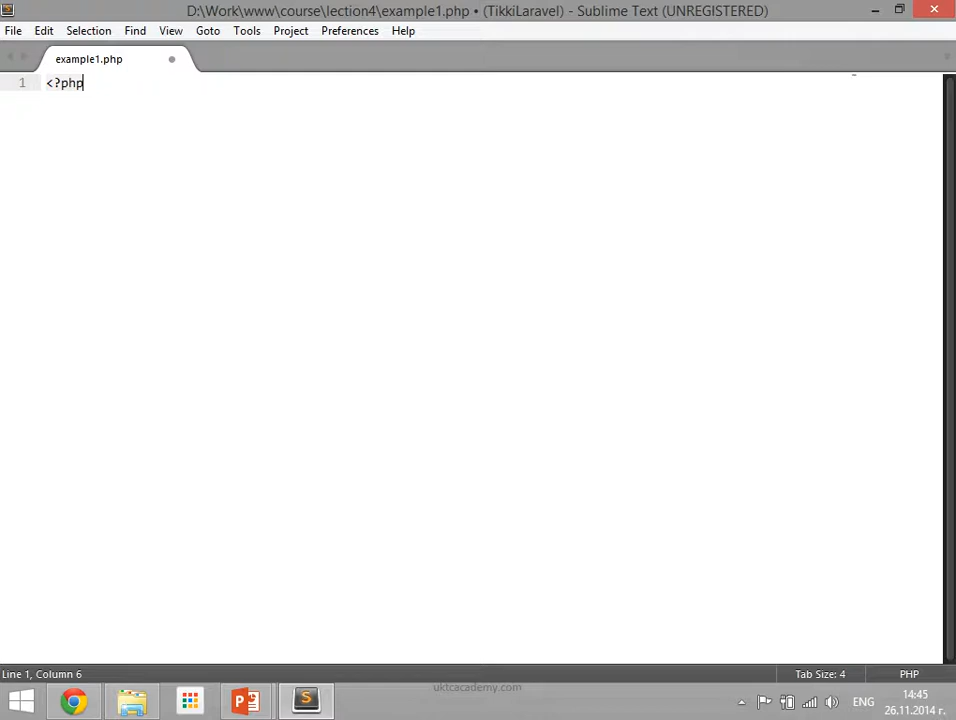 D:\Work\www\course\lection4\example1.php • (TikkiLaravel) - Sublime Text (UNREGISTERED)
File Edit Selection Find View Goto Tools Project Preferences Help
example1.php
1 <?php
Line 1, Column 6 Tab Size: 4 PHP
uktcacademy.com
ENG
14:45
26.11.2014 г.